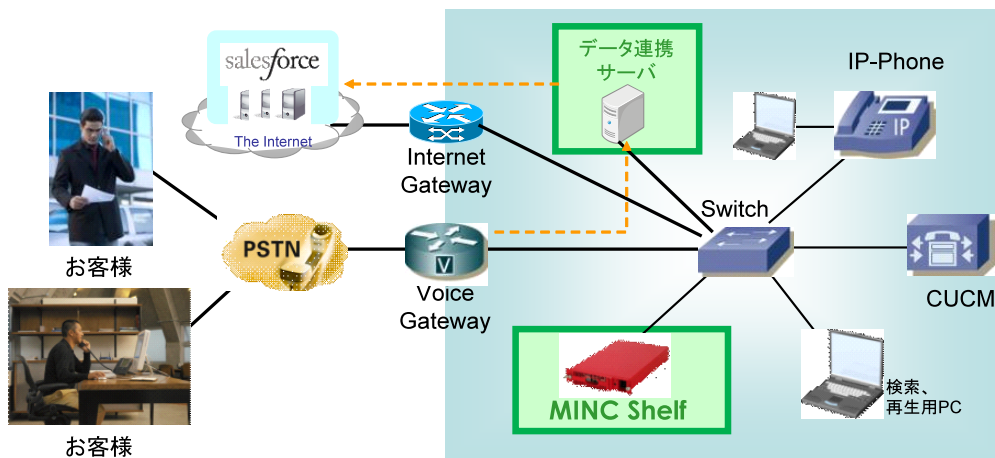 salesforce
The Internet
データ連携
サーバ
IP-Phone
IP
Internet
Gateway
お客様
PSTN
Switch
V
Voice
Gateway
CUCM
MINC Shelf
検索、
再生用PC
お客様